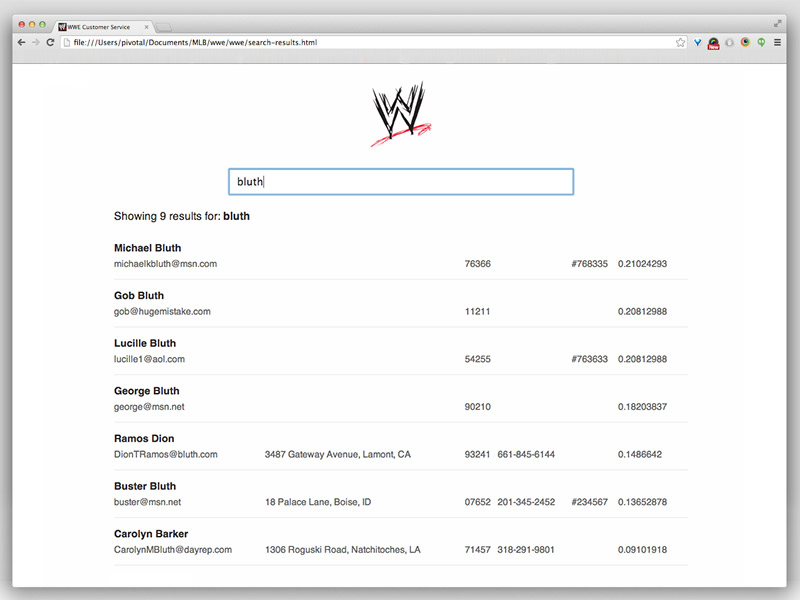 WWE Customer Service
file:///Users/pivotal/Documents/MLB/wwe/wwe/search-results.html
New
W
bluth
Showing 9 results for: bluth
Michael Bluth
michaelkbluth@msn.com 76366 #768335 0.21024293
Gob Bluth
gob@hugemistake.com 11211 0.20812988
Lucille Bluth
lucille1@aol.com 54255 #763633 0.20812988
George Bluth
george@msn.net 90210 0.18203837
Ramos Dion
DionTRamos@bluth.com 3487 Gateway Avenue, Lamont, CA 93241 661-845-6144 0.1486642
Buster Bluth
buster@msn.net 18 Palace Lane, Boise, ID 07652 201-345-2452 #234567 0.13652878
Carolyn Barker
CarolynMBluth@dayrep.com 1306 Roguski Road, Natchitoches, LA 71457 318-291-9801 0.09101918